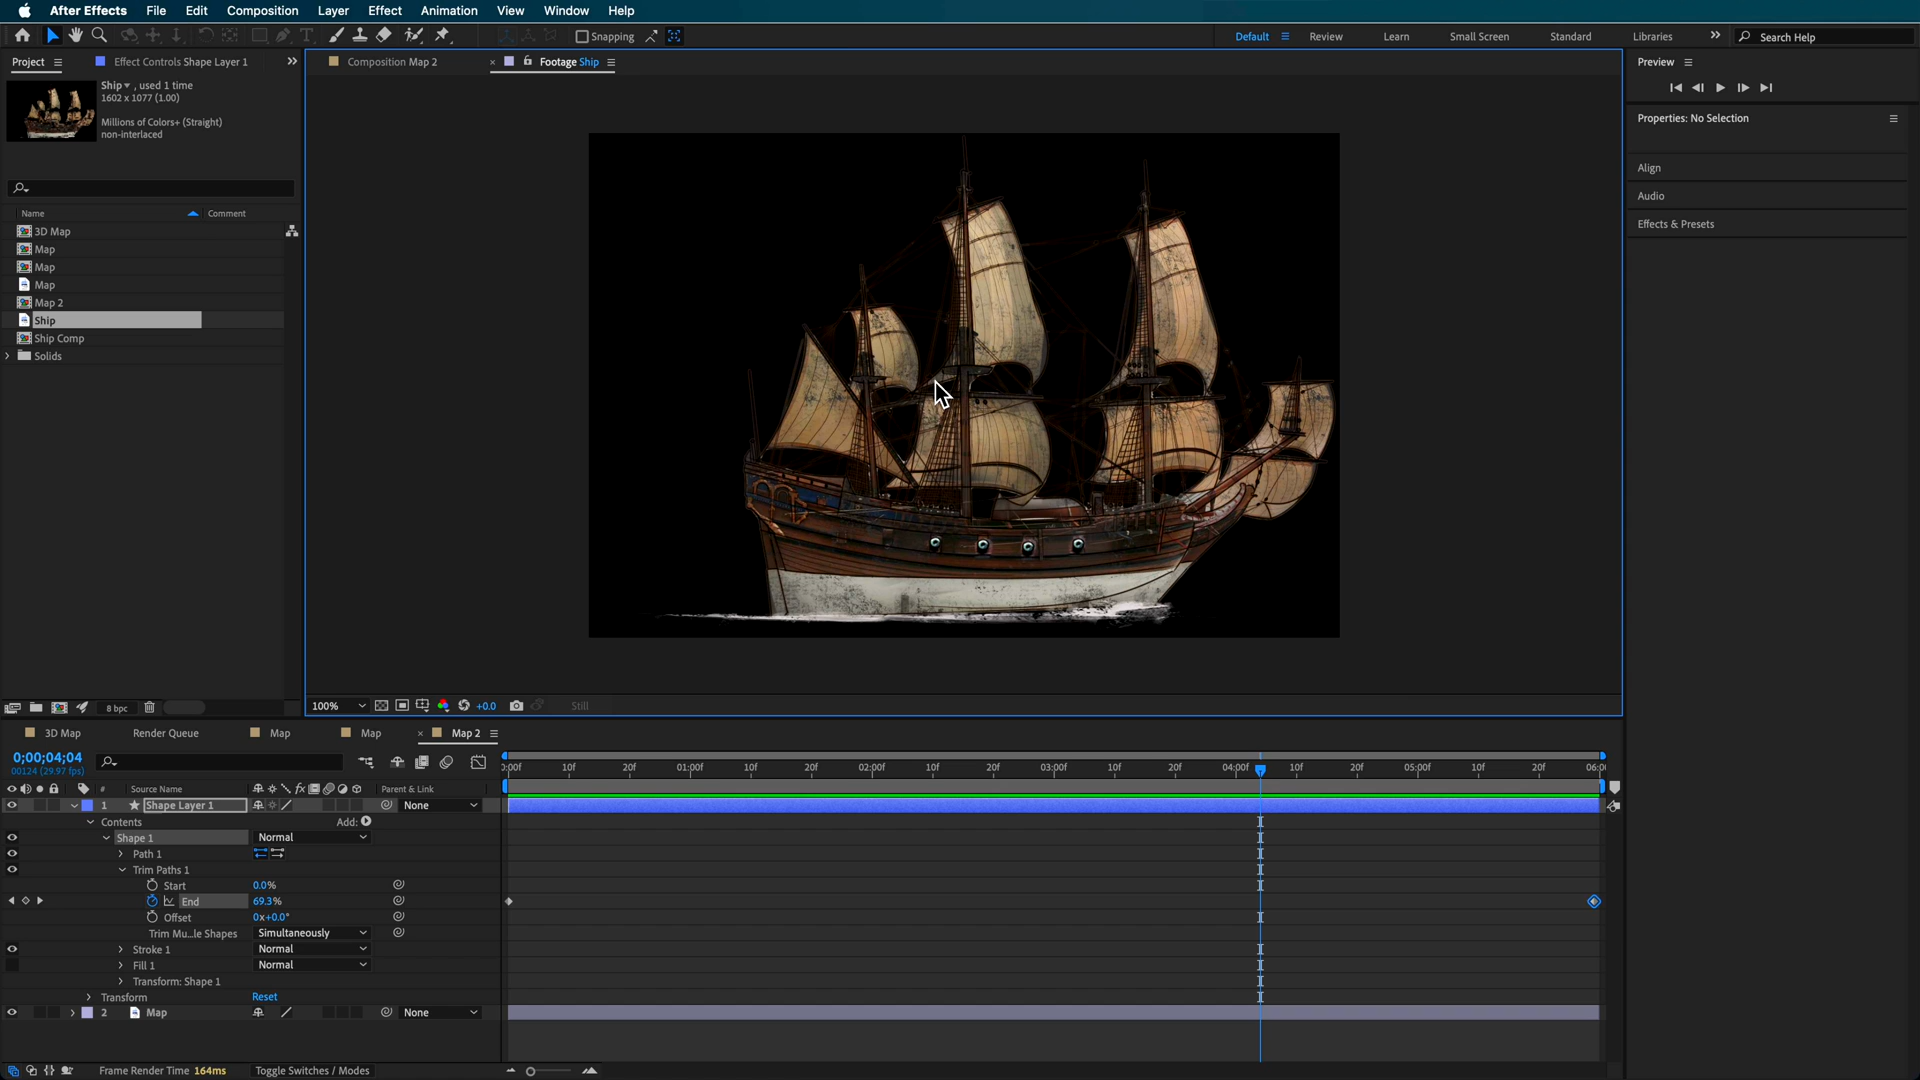 After Effects File Edit Composition Layer Effect Animation View Window Help
Snapping Default Review Learn Small Screen Standard Libraries Search Help
Project Effect Controls Shape Layer 1 Composition Map 2 Footage Ship Preview
Ship , used 1 time
1602 x 1077 (1.00)
Millions of Colors+ (Straight)
non-interlaced
Properties: No Selection
Align
Audio
Effects & Presets
Name Comment
3D Map
Map
Map
Map
Map 2
Ship
Ship Comp
Solids
8 bpc
100% +0.0 Still
3D Map Render Queue Map Map Map 2
0;00;04;04
00124 (29.97 fps)
0:00f 10f 20f 01:00f 10f 20f 02:00f 10f 20f 03:00f 10f 20f 04:00f 10f 20f 05:00f 10f 20f
# Source Name Parent & Link
1 Shape Layer 1 None
Contents Add:
Shape 1 Normal
Path 1
Trim Paths 1
Start 0.0%
End 69.3%
Offset 0x+0.0°
Trim Mu...le Shapes Simultaneously
Stroke 1 Normal
Fill 1 Normal
Transform: Shape 1
Transform Reset
2 Map None
Frame Render Time 164ms Toggle Switches / Modes